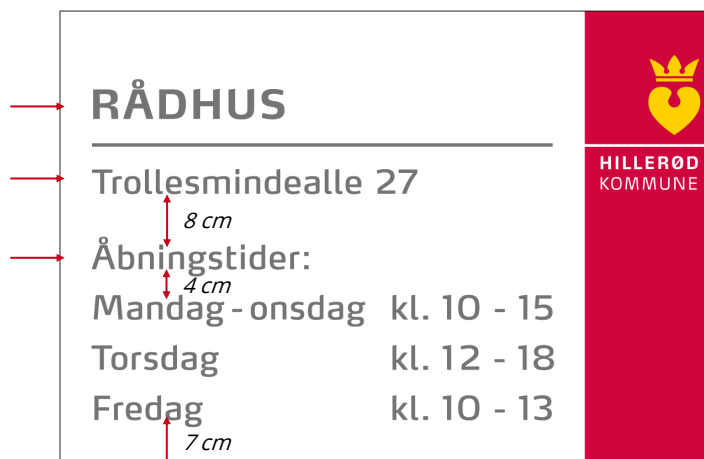 RÅDHUS
HILLERØD
KOMMUNE
Trollesmindealle 27
8 cm
Åbningstider:
4 cm
Mandag - onsdag kl. 10 - 15
Torsdag kl. 12 - 18
Fredag kl. 10 - 13
7 cm